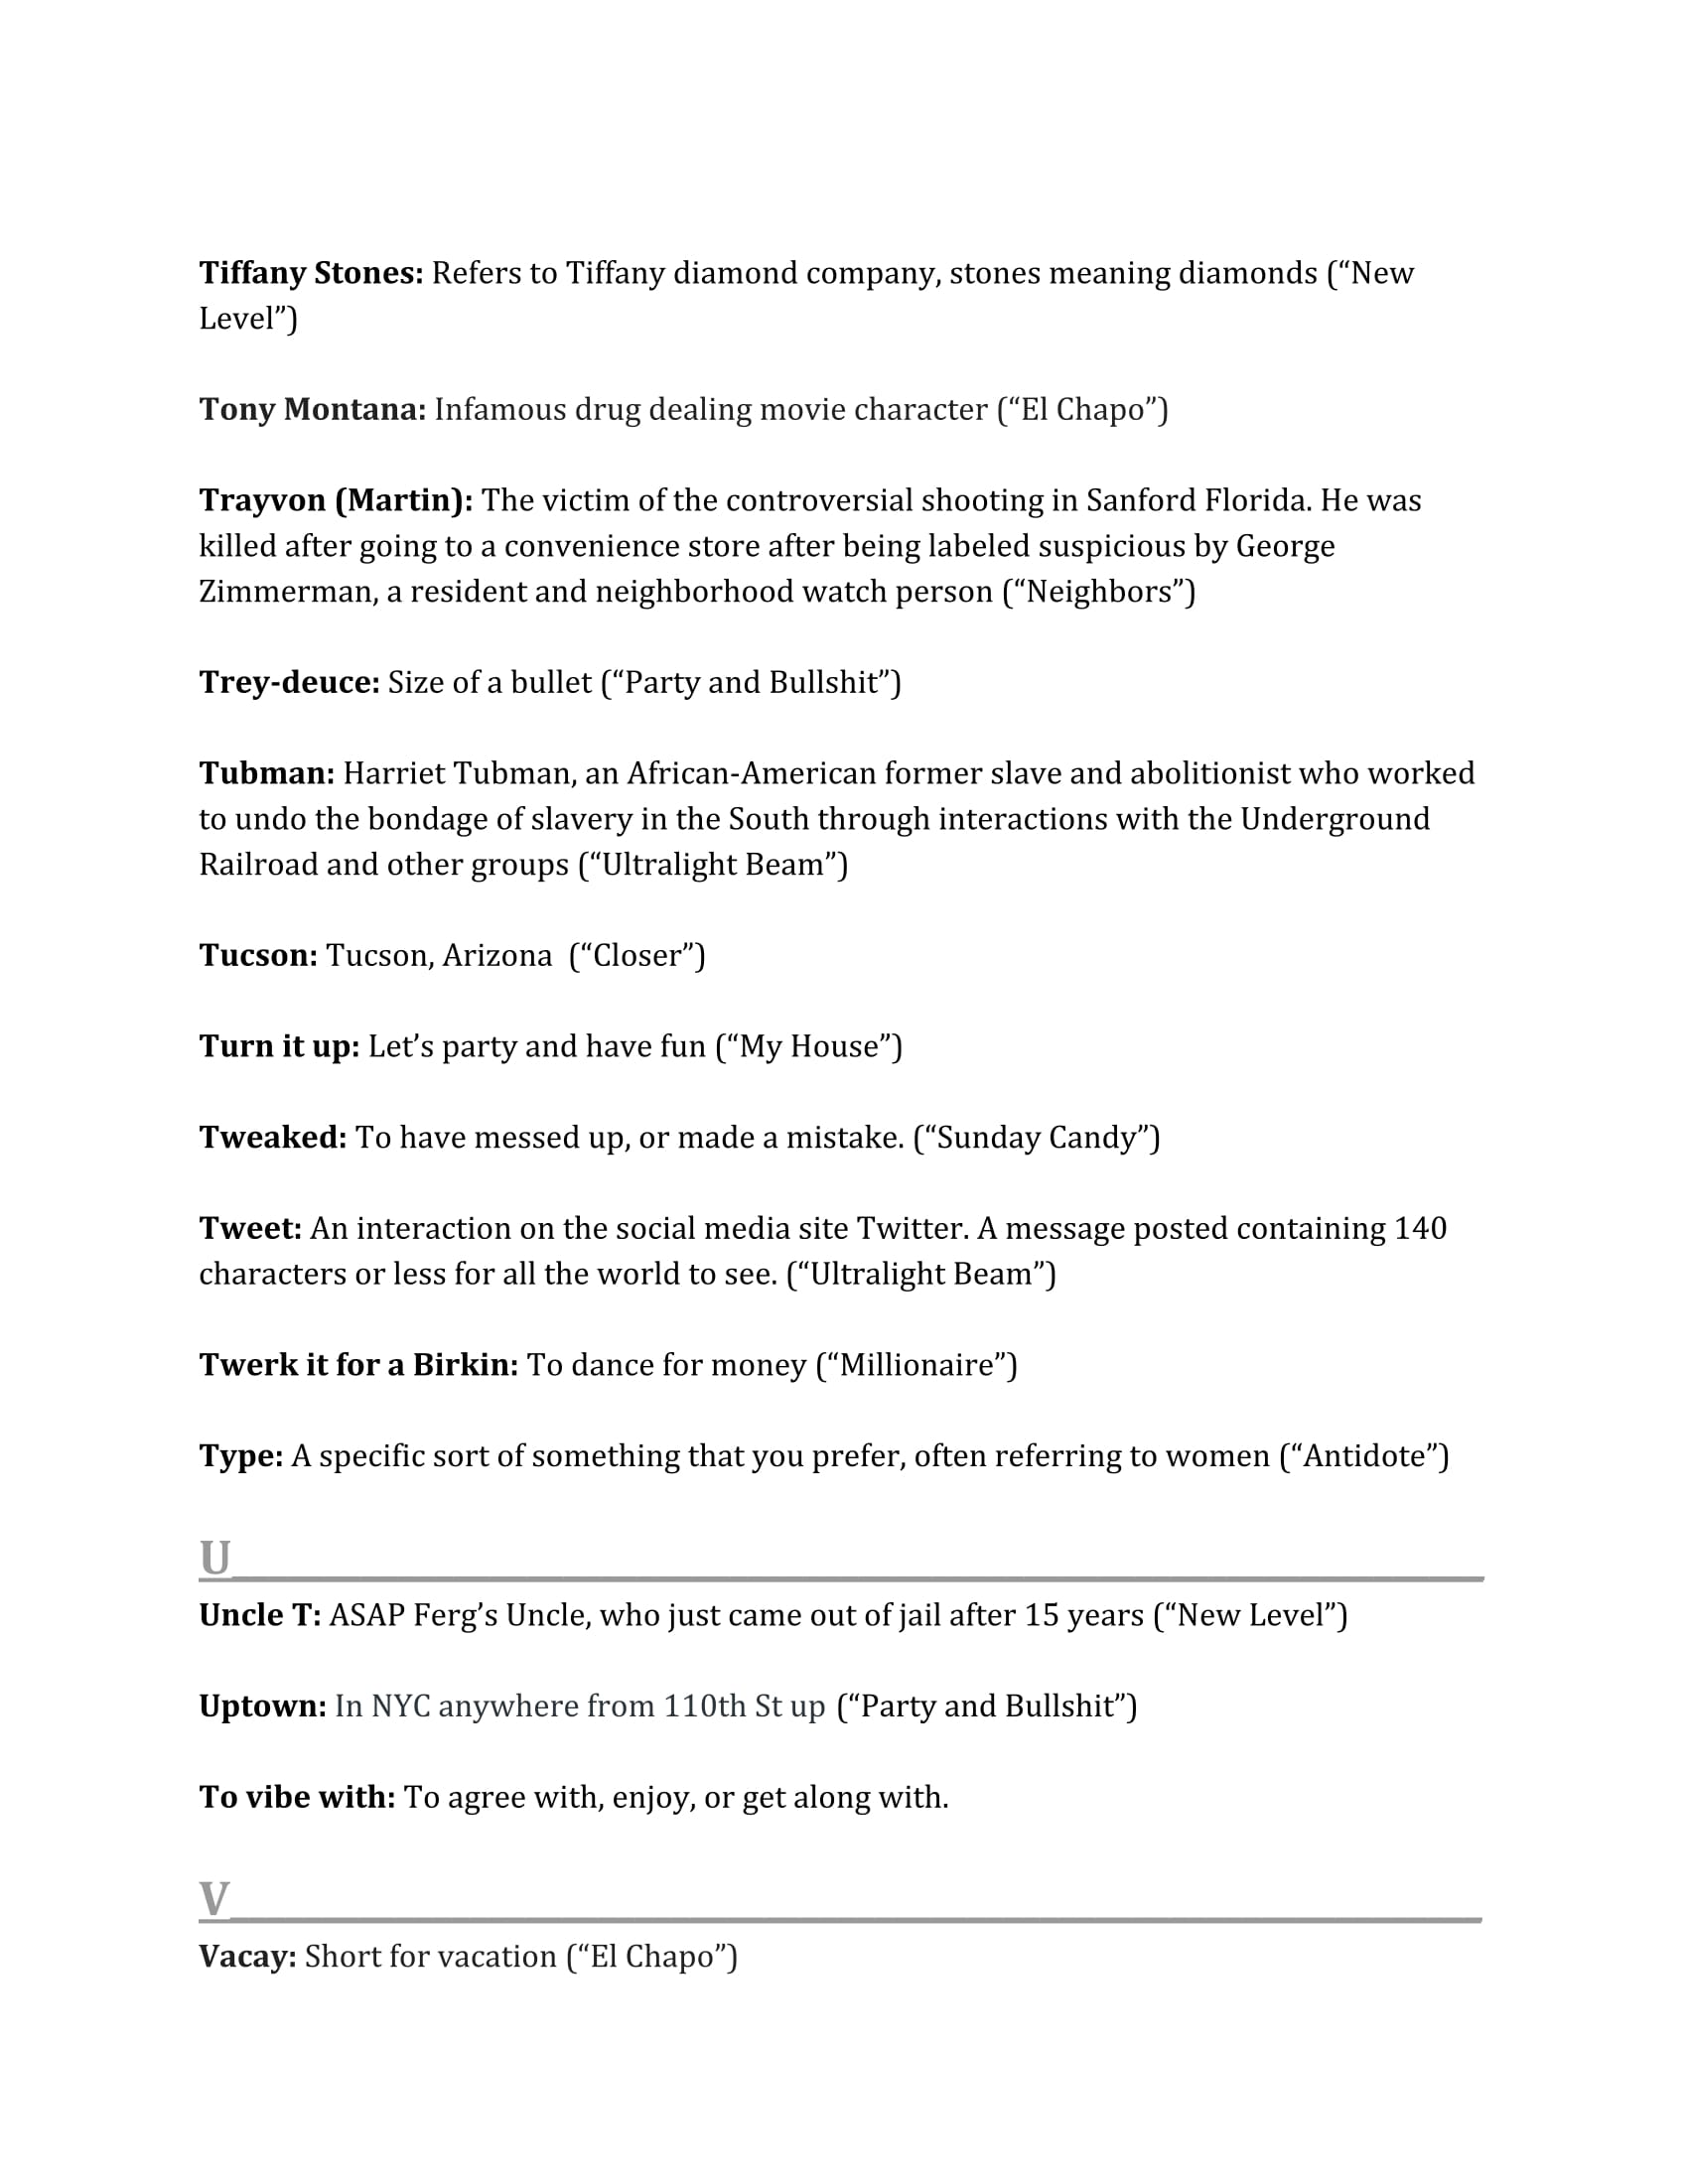 Tiffany Stones: Refers to Tiffany diamond company, stones meaning diamonds (“New
Level”)
Tony Montana: Infamous drug dealing movie character (“El Chapo”)
Trayvon (Martin): The victim of the controversial shooting in Sanford Florida. He was
killed after going to a convenience store after being labeled suspicious by George
Zimmerman, a resident and neighborhood watch person (“Neighbors”)
Trey-deuce: Size of a bullet (“Party and Bullshit”)
Tubman: Harriet Tubman, an African-American former slave and abolitionist who worked
to undo the bondage of slavery in the South through interactions with the Underground
Railroad and other groups (“Ultralight Beam”)
Tucson: Tucson, Arizona  (“Closer”)
Turn it up: Let’s party and have fun (“My House”)
Tweaked: To have messed up, or made a mistake. (“Sunday Candy”)
Tweet: An interaction on the social media site Twitter. A message posted containing 140
characters or less for all the world to see. (“Ultralight Beam”)
Twerk it for a Birkin: To dance for money (“Millionaire”)
Type: A specific sort of something that you prefer, often referring to women (“Antidote”)
U
Uncle T: ASAP Ferg’s Uncle, who just came out of jail after 15 years (“New Level”)
Uptown: In NYC anywhere from 110th St up (“Party and Bullshit”)
To vibe with: To agree with, enjoy, or get along with.
V
Vacay: Short for vacation (“El Chapo”)